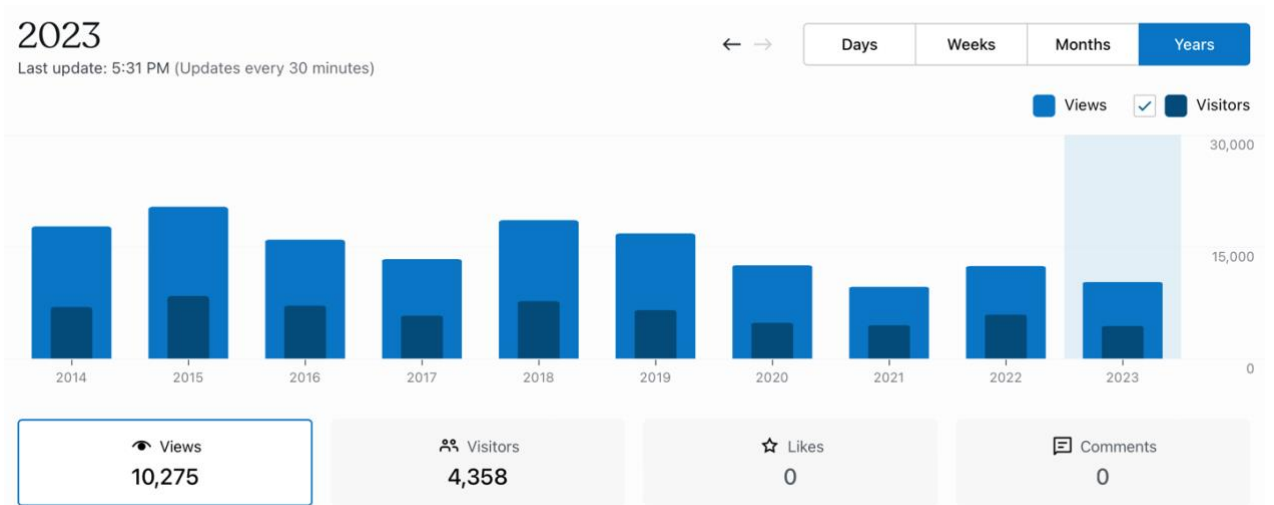 2023
Last update: 5:31 PM (Updates every 30 minutes)
← →
Days Weeks Months Years
Views Visitors
30,000
15,000
0
2014 2015 2016 2017 2018 2019 2020 2021 2022 2023
Views Visitors Likes Comments
10,275 4,358 0 0